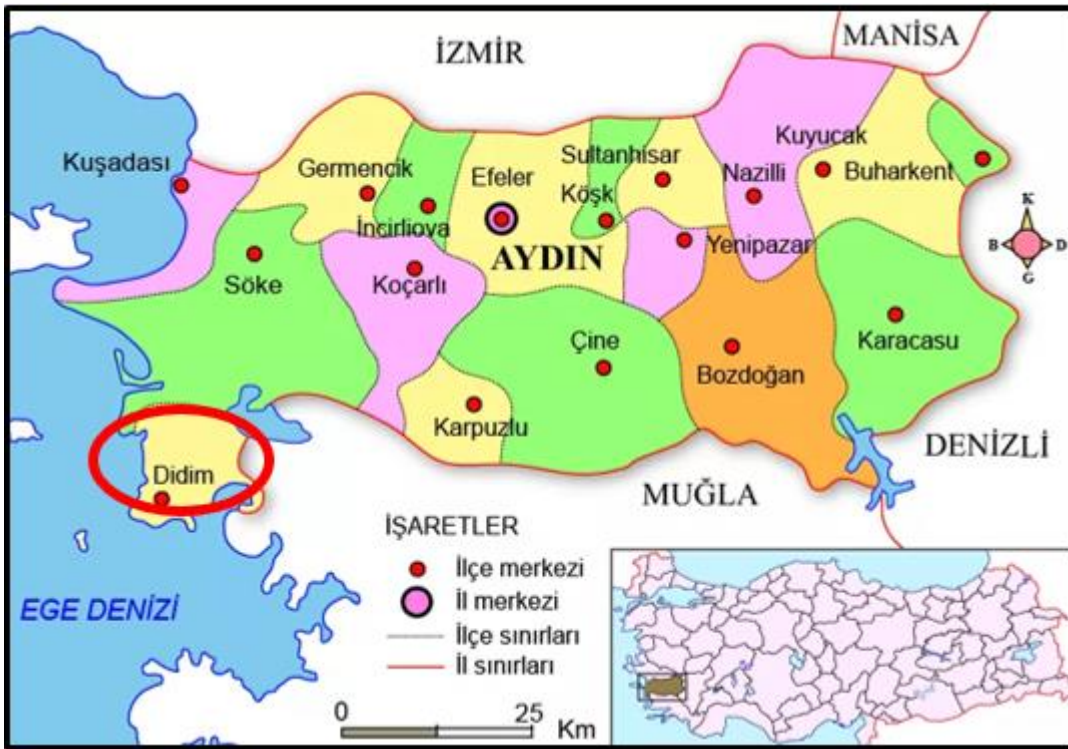 İZMİR
MANİSA
Kuşadası
Germencik
İncirliova
Efeler
AYDIN
Sultanhisar
Köşk
Nazilli
Kuyucak
Buharkent
Yenipazar
K
B
D
G
Söke
Koçarlı
Çine
Bozdoğan
Karacasu
Karpuzlu
Didim
DENİZLİ
MUĞLA
EGE DENİZİ
İŞARETLER
İlçe merkezi
İl merkezi
İlçe sınırları
İl sınırları
0
25
Km